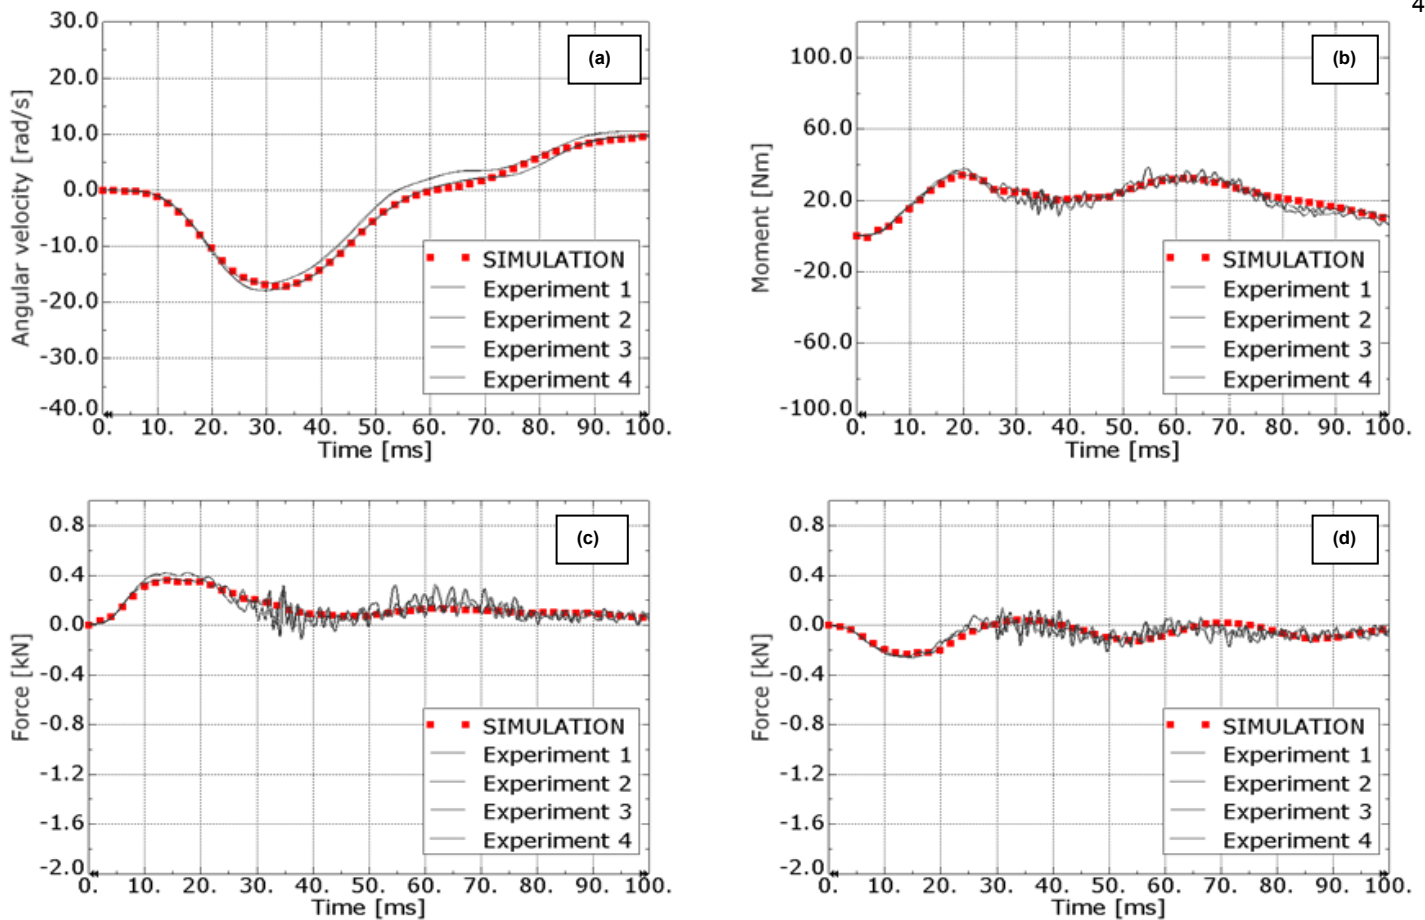 4
30.0
20.0
10.0
0.0
-10.0
-20.0
-30.0
-40.0
Angular velocity [rad/s]
(a)
SIMULATION
Experiment 1
Experiment 2
Experiment 3
Experiment 4
0. 10. 20. 30. 40. 50. 60. 70. 80. 90. 100.
Time [ms]
100.0
60.0
20.0
-20.0
-60.0
-100.0
Moment [Nm]
(b)
SIMULATION
Experiment 1
Experiment 2
Experiment 3
Experiment 4
0. 10. 20. 30. 40. 50. 60. 70. 80. 90. 100.
Time [ms]
0.8
0.4
0.0
-0.4
-0.8
-1.2
-1.6
-2.0
Force [kN]
(c)
SIMULATION
Experiment 1
Experiment 2
Experiment 3
Experiment 4
0. 10. 20. 30. 40. 50. 60. 70. 80. 90. 100.
Time [ms]
0.8
0.4
0.0
-0.4
-0.8
-1.2
-1.6
-2.0
Force [kN]
(d)
SIMULATION
Experiment 1
Experiment 2
Experiment 3
Experiment 4
0. 10. 20. 30. 40. 50. 60. 70. 80. 90. 100.
Time [ms]